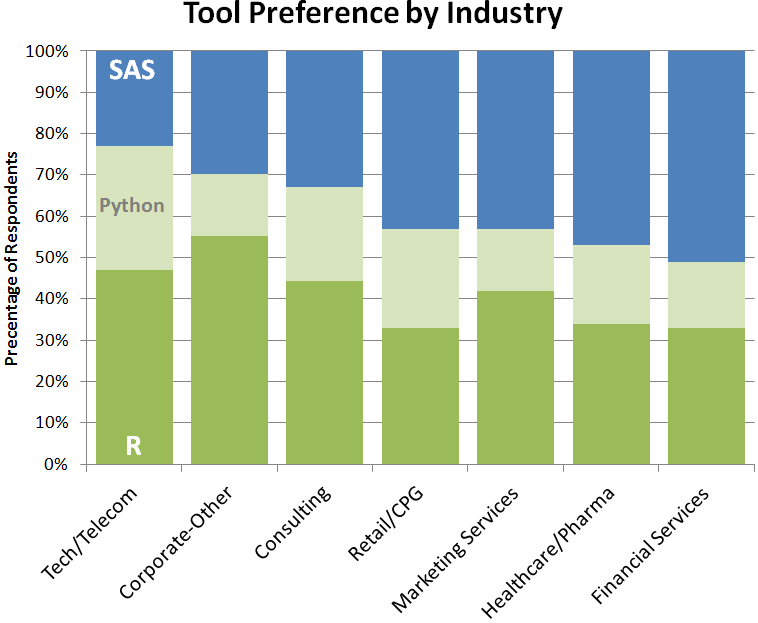 Tool Preference by Industry
Precentage of Respondents
100%
90%
80%
70%
60%
50%
40%
30%
20%
10%
0%
SAS
Python
R
Tech/Telecom
Corporate-Other
Consulting
Retail/CPG
Marketing Services
Healthcare/Pharma
Financial Services